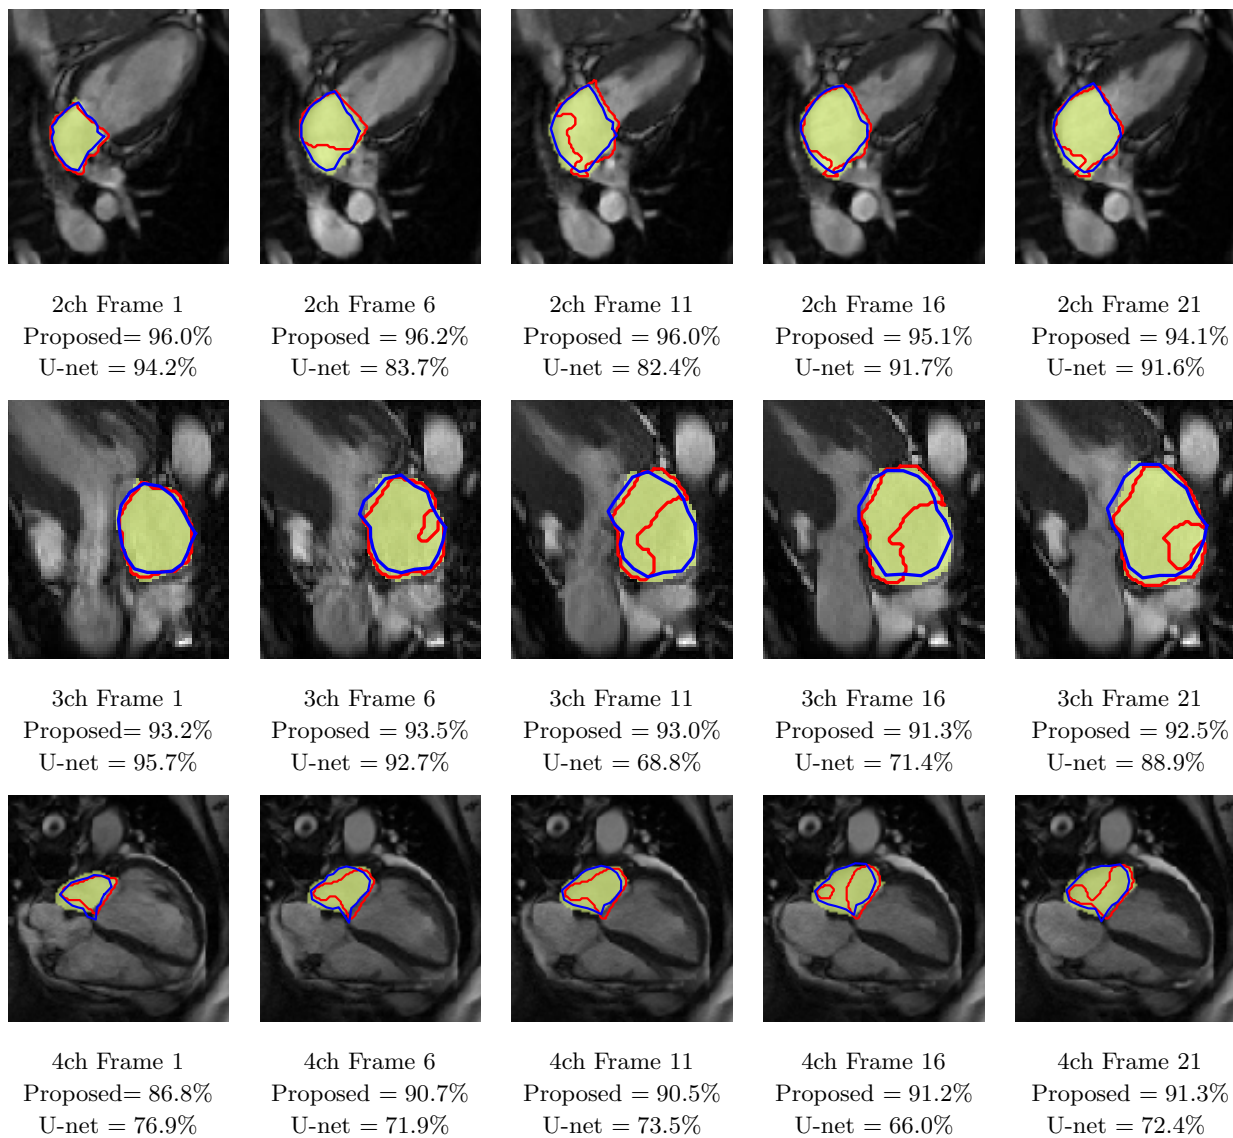 2ch Frame 1
Proposed= 96.0%
U-net = 94.2%
2ch Frame 6
Proposed = 96.2%
U-net = 83.7%
2ch Frame 11
Proposed = 96.0%
U-net = 82.4%
2ch Frame 16
Proposed = 95.1%
U-net = 91.7%
2ch Frame 21
Proposed = 94.1%
U-net = 91.6%
3ch Frame 1
Proposed= 93.2%
U-net = 95.7%
3ch Frame 6
Proposed = 93.5%
U-net = 92.7%
3ch Frame 11
Proposed = 93.0%
U-net = 68.8%
3ch Frame 16
Proposed = 91.3%
U-net = 71.4%
3ch Frame 21
Proposed = 92.5%
U-net = 88.9%
4ch Frame 1
Proposed= 86.8%
U-net = 76.9%
4ch Frame 6
Proposed = 90.7%
U-net = 71.9%
4ch Frame 11
Proposed = 90.5%
U-net = 73.5%
4ch Frame 16
Proposed = 91.2%
U-net = 66.0%
4ch Frame 21
Proposed = 91.3%
U-net = 72.4%